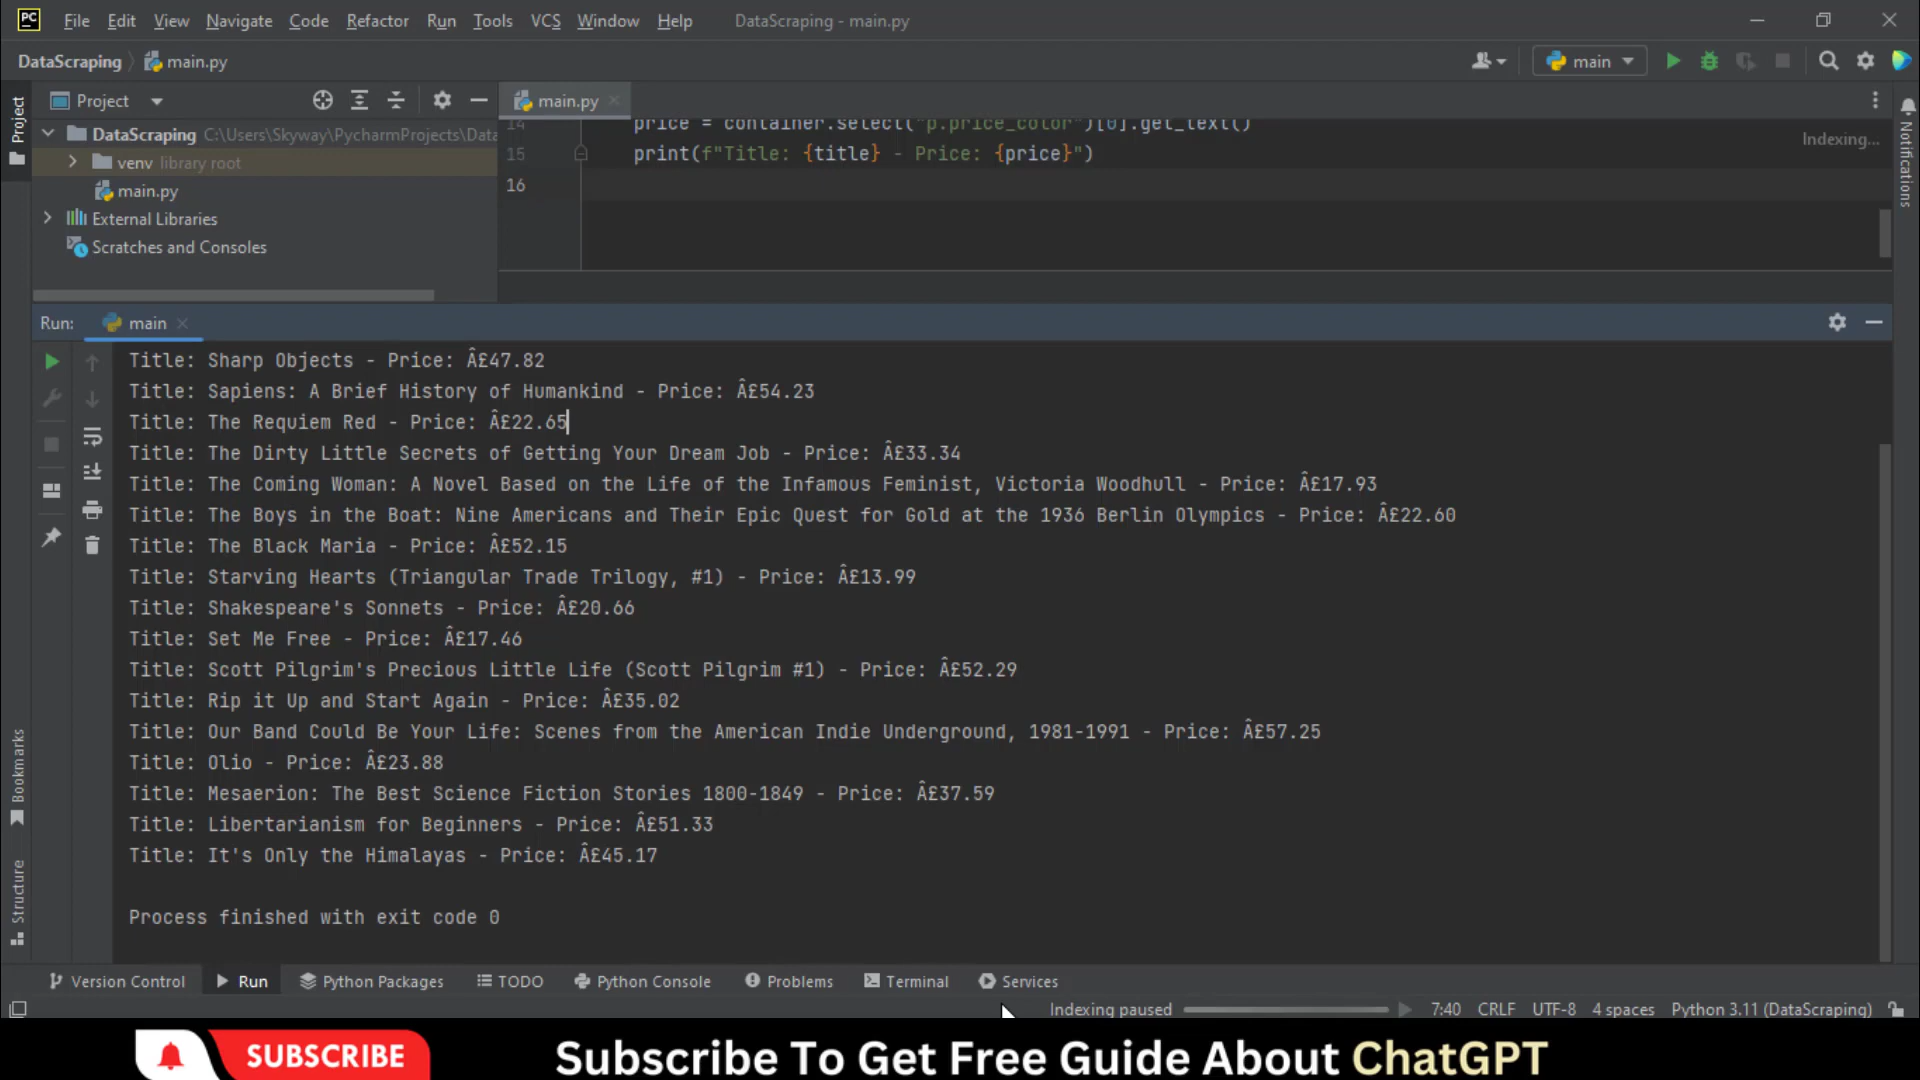 PC File Edit View Navigate Code Refactor Run Tools VCS Window Help DataScraping - main.py
DataScraping main.py main
Project main.py
14 price = container.select("p.price_color")[0].get_text()
Indexing...
15 print(f"Title: {title} - Price: {price}")
16
DataScraping C:\Users\Skyway\PycharmProjects\Data
venv library root
main.py
External Libraries
Scratches and Consoles
Project
Notifications
Run: main
Title: Sharp Objects - Price: Â£47.82
Title: Sapiens: A Brief History of Humankind - Price: Â£54.23
Title: The Requiem Red - Price: Â£22.65
Title: The Dirty Little Secrets of Getting Your Dream Job - Price: Â£33.34
Title: The Coming Woman: A Novel Based on the Life of the Infamous Feminist, Victoria Woodhull - Price: Â£17.93
Title: The Boys in the Boat: Nine Americans and Their Epic Quest for Gold at the 1936 Berlin Olympics - Price: Â£22.60
Title: The Black Maria - Price: Â£52.15
Title: Starving Hearts (Triangular Trade Trilogy, #1) - Price: Â£13.99
Title: Shakespeare's Sonnets - Price: Â£20.66
Title: Set Me Free - Price: Â£17.46
Title: Scott Pilgrim's Precious Little Life (Scott Pilgrim #1) - Price: Â£52.29
Title: Rip it Up and Start Again - Price: Â£35.02
Title: Our Band Could Be Your Life: Scenes from the American Indie Underground, 1981-1991 - Price: Â£57.25
Title: Olio - Price: Â£23.88
Title: Mesaerion: The Best Science Fiction Stories 1800-1849 - Price: Â£37.59
Title: Libertarianism for Beginners - Price: Â£51.33
Title: It's Only the Himalayas - Price: Â£45.17
Process finished with exit code 0
Bookmarks
Structure
Version Control Run Python Packages TODO Python Console Problems Terminal Services
Indexing paused 7:40 CRLF UTF-8 4 spaces Python 3.11 (DataScraping)
SUBSCRIBE Subscribe To Get Free Guide About ChatGPT